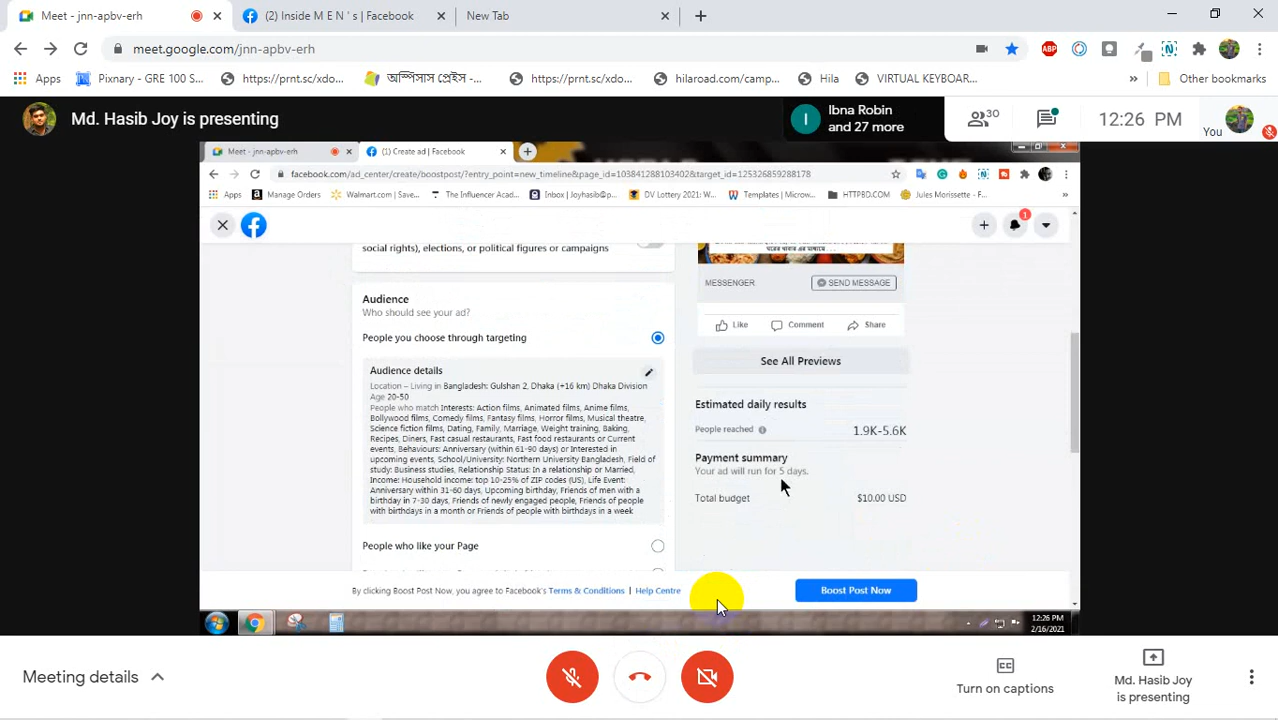 Meet - jnn-apbv-erh
(2) Inside M E N ' s | Facebook
New Tab
meet.google.com/jnn-apbv-erh
ABP
N
Apps
Pixnary - GRE 100 S...
https://prnt.sc/xdo...
অস্পিসাস প্রেইস -...
https://prnt.sc/xdo...
hilaroad.com/camp...
Hila
VIRTUAL KEYBOAR...
»
Other bookmarks
Md. Hasib Joy is presenting
I
Ibna Robin
and 27 more
30
12:26 PM
You
Meet - jnn-apbv-erh
(1) Create ad | Facebook
facebook.com/ad_center/create/boostpost/?entry_point=new_timeline&page_id=103841288103402&target_id=125326859288178
Apps
Manage Orders
Walmart.com | Save...
The Influencer Acad...
Inbox | Joyhasib@...
DV Lottery 2021: W...
Templates | Microw...
HTTPBD.COM
Jules Morissette - F...
1
social rights), elections, or political figures or campaigns
Audience
Who should see your ad?
People you choose through targeting
Audience details
Location – Living in Bangladesh: Gulshan 2, Dhaka (+16 km) Dhaka Division
Age 20-50
People who match Interests: Action films, Animated films, Anime films,
Bollywood films, Comedy films, Fantasy films, Horror films, Musical theatre,
Science fiction films, Dating, Family, Marriage, Weight training, Baking,
Recipes, Diners, Fast casual restaurants, Fast food restaurants or Current
events, Behaviours: Anniversary (within 61-90 days) or Interested in
upcoming events, School/University: Northern University Bangladesh, Field of
study: Business studies, Relationship Status: In a relationship or Married,
Income: Household income: top 10-25% of ZIP codes (US), Life Event:
Anniversary within 31-60 days, Upcoming birthday, Friends of men with a
birthday in 7-30 days, Friends of newly engaged people, Friends of people
with birthdays in a month or Friends of people with birthdays in a week
People who like your Page
MESSENGER
SEND MESSAGE
Like
Comment
Share
See All Previews
Estimated daily results
People reached
1.9K-5.6K
Payment summary
Your ad will run for 5 days.
Total budget
$10.00 USD
By clicking Boost Post Now, you agree to Facebook's Terms & Conditions | Help Centre
Boost Post Now
12:26 PM
2/16/2021
Meeting details
Turn on captions
Md. Hasib Joy
is presenting